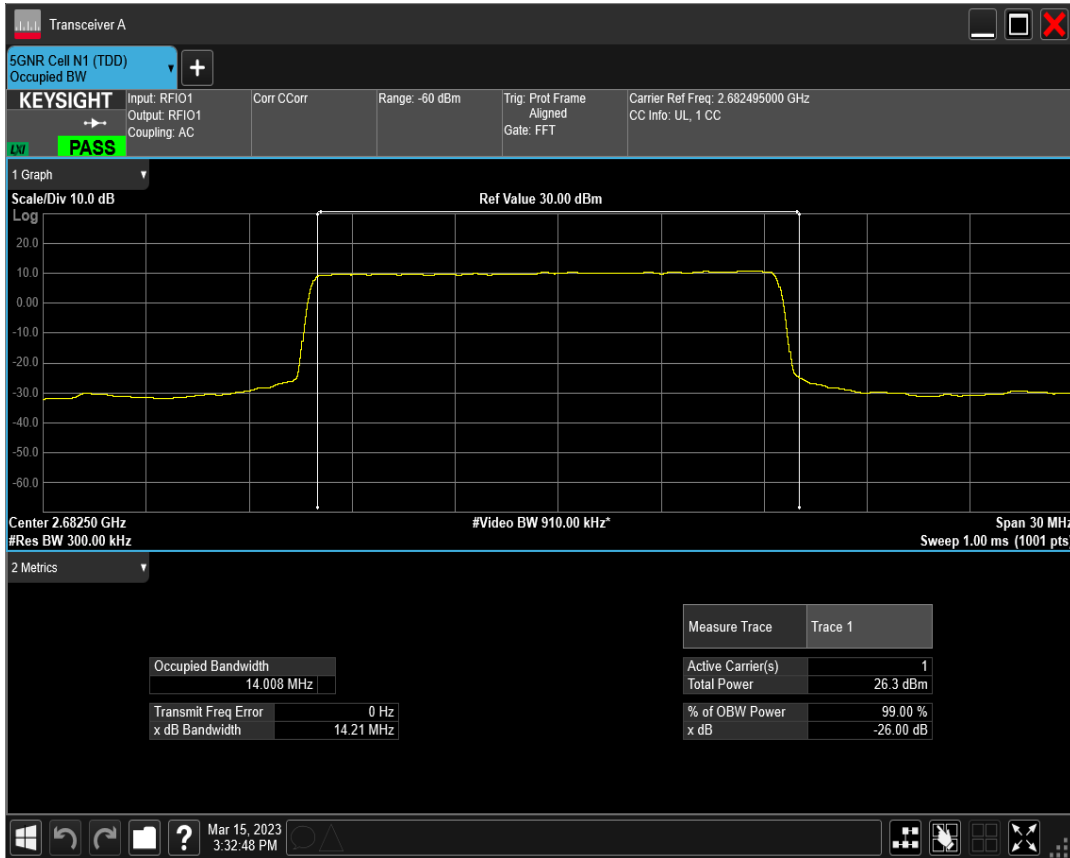 Transceiver A
5GNR Cell N1 (TDD)
Occupied BW
+
KEYSIGHT
LXI
PASS
Input: RFIO1
Output: RFIO1
Coupling: AC
Corr CCorr
Range: -60 dBm
Trig: Prot Frame
Aligned
Gate: FFT
Carrier Ref Freq: 2.682495000 GHz
CC Info: UL, 1 CC
1 Graph
Scale/Div 10.0 dB
Ref Value 30.00 dBm
Log
20.0
10.0
0.00
-10.0
-20.0
-30.0
-40.0
-50.0
-60.0
Center 2.68250 GHz
#Video BW 910.00 kHz*
Span 30 MHz
#Res BW 300.00 kHz
Sweep 1.00 ms (1001 pts)
2 Metrics
Measure Trace Trace 1
Occupied Bandwidth
14.008 MHz
Active Carrier(s) 1
Total Power 26.3 dBm
Transmit Freq Error 0 Hz
x dB Bandwidth 14.21 MHz
% of OBW Power 99.00 %
x dB -26.00 dB
?
Mar 15, 2023
3:32:48 PM